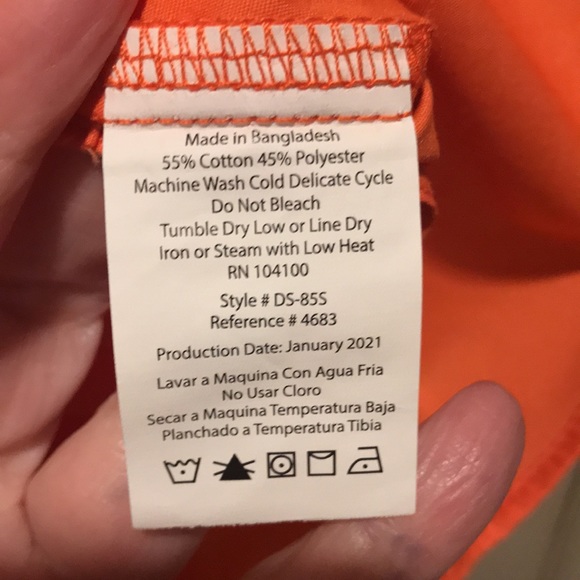 Made in Bangladesh
55% Cotton 45% Polyester
Machine Wash Cold Delicate Cycle
Do Not Bleach
Tumble Dry Low or Line Dry
Iron or Steam with Low Heat
RN 104100
Style # DS-85S
Reference # 4683
Production Date: January 2021
Lavar a Maquina Con Agua Fria
No Usar Cloro
Secar a Maquina Temperatura Baja
Planchado a Temperatura Tibia